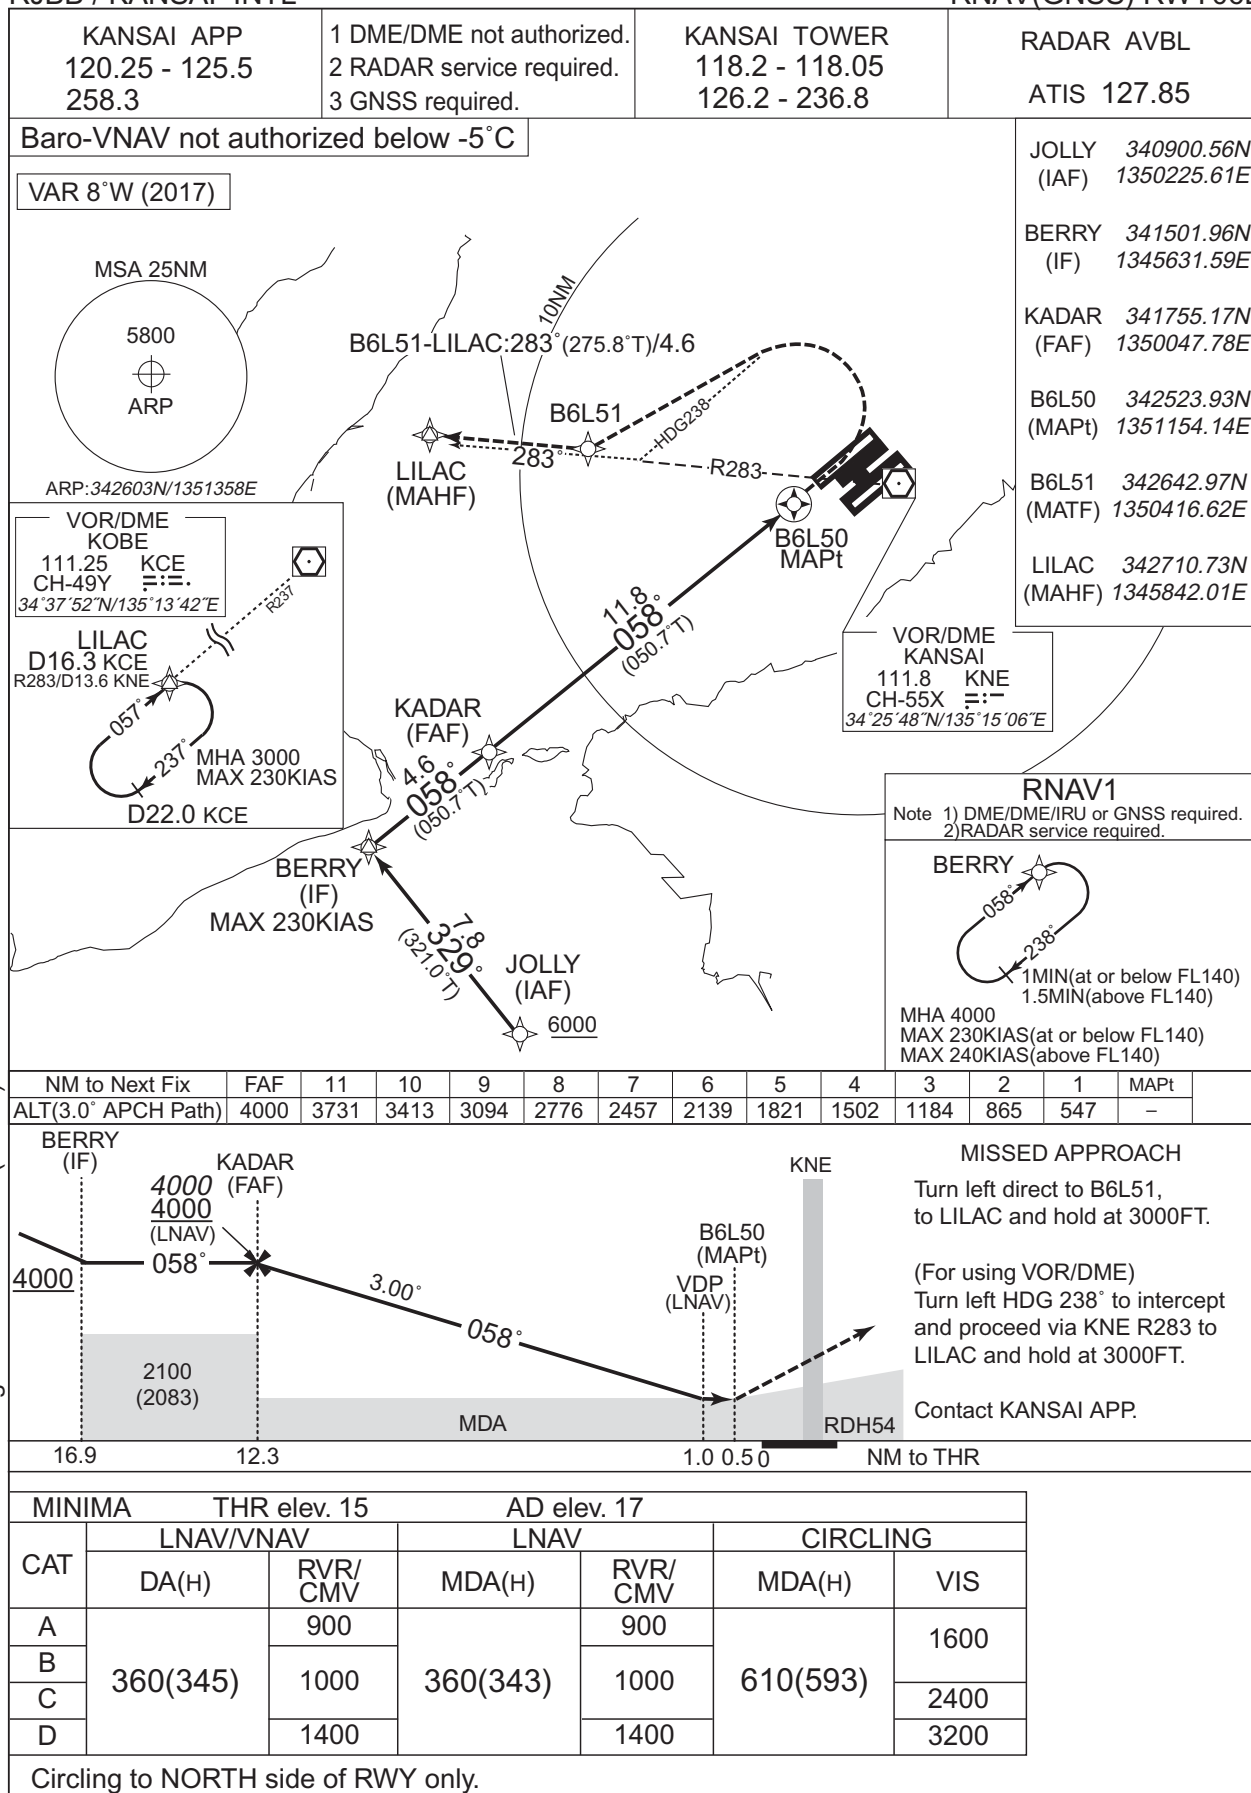 KANSAI APP
120.25 - 125.5
258.3
1 DME/DME not authorized.
2 RADAR service required.
3 GNSS required.
KANSAI TOWER
118.2 - 118.05
126.2 - 236.8
RADAR AVBL
ATIS 127.85
Baro-VNAV not authorized below -5˚C
VAR 8˚W (2017)
JOLLY 340900.56N
(IAF) 1350225.61E
BERRY 341501.96N
(IF) 1345631.59E
KADAR 341755.17N
(FAF) 1350047.78E
B6L50 342523.93N
(MAPt) 1351154.14E
B6L51 342642.97N
(MATF) 1350416.62E
LILAC 342710.73N
(MAHF) 1345842.01E
MSA 25NM
5800
ARP
ARP:342603N/1351358E
10NM
B6L51-LILAC:283˚(275.8˚T)/4.6
B6L51
HDG238
LILAC
(MAHF)
283˚
R283
B6L50
MAPt
VOR/DME
KOBE
111.25 KCE
CH-49Y
34˚37´52˝N/135˚13´42˝E
R237
LILAC
D16.3 KCE
R283/D13.6 KNE
057˚
237˚
MHA 3000
MAX 230KIAS
D22.0 KCE
11.8
058˚
(050.7˚T)
VOR/DME
KANSAI
111.8 KNE
CH-55X
34˚25´48˝N/135˚15´06˝E
KADAR
(FAF)
4.6
058˚
(050.7˚T)
BERRY
(IF)
MAX 230KIAS
7.8
329˚
(321.0˚T)
JOLLY
(IAF)
6000
RNAV1
Note 1) DME/DME/IRU or GNSS required.
2)RADAR service required.
BERRY
058˚
238˚
1MIN(at or below FL140)
1.5MIN(above FL140)
MHA 4000
MAX 230KIAS(at or below FL140)
MAX 240KIAS(above FL140)
NM to Next Fix FAF 11 10 9 8 7 6 5 4 3 2 1 MAPt
ALT(3.0˚ APCH Path) 4000 3731 3413 3094 2776 2457 2139 1821 1502 1184 865 547 –
BERRY
(IF)
KADAR
(FAF)
4000
4000
(LNAV)
4000
058˚
3.00˚
058˚
2100
(2083)
MDA
VDP
(LNAV)
B6L50
(MAPt)
KNE
RDH54
16.9 12.3 1.0 0.5 0 NM to THR
MISSED APPROACH
Turn left direct to B6L51,
to LILAC and hold at 3000FT.
(For using VOR/DME)
Turn left HDG 238˚ to intercept
and proceed via KNE R283 to
LILAC and hold at 3000FT.
Contact KANSAI APP.
MINIMA THR elev. 15 AD elev. 17
CAT LNAV/VNAV LNAV CIRCLING
DA(H) RVR/CMV MDA(H) RVR/CMV MDA(H) VIS
A 900 900 1600
B 360(345) 1000 360(343) 1000 610(593)
C 2400
D 1400 1400 3200
Circling to NORTH side of RWY only.